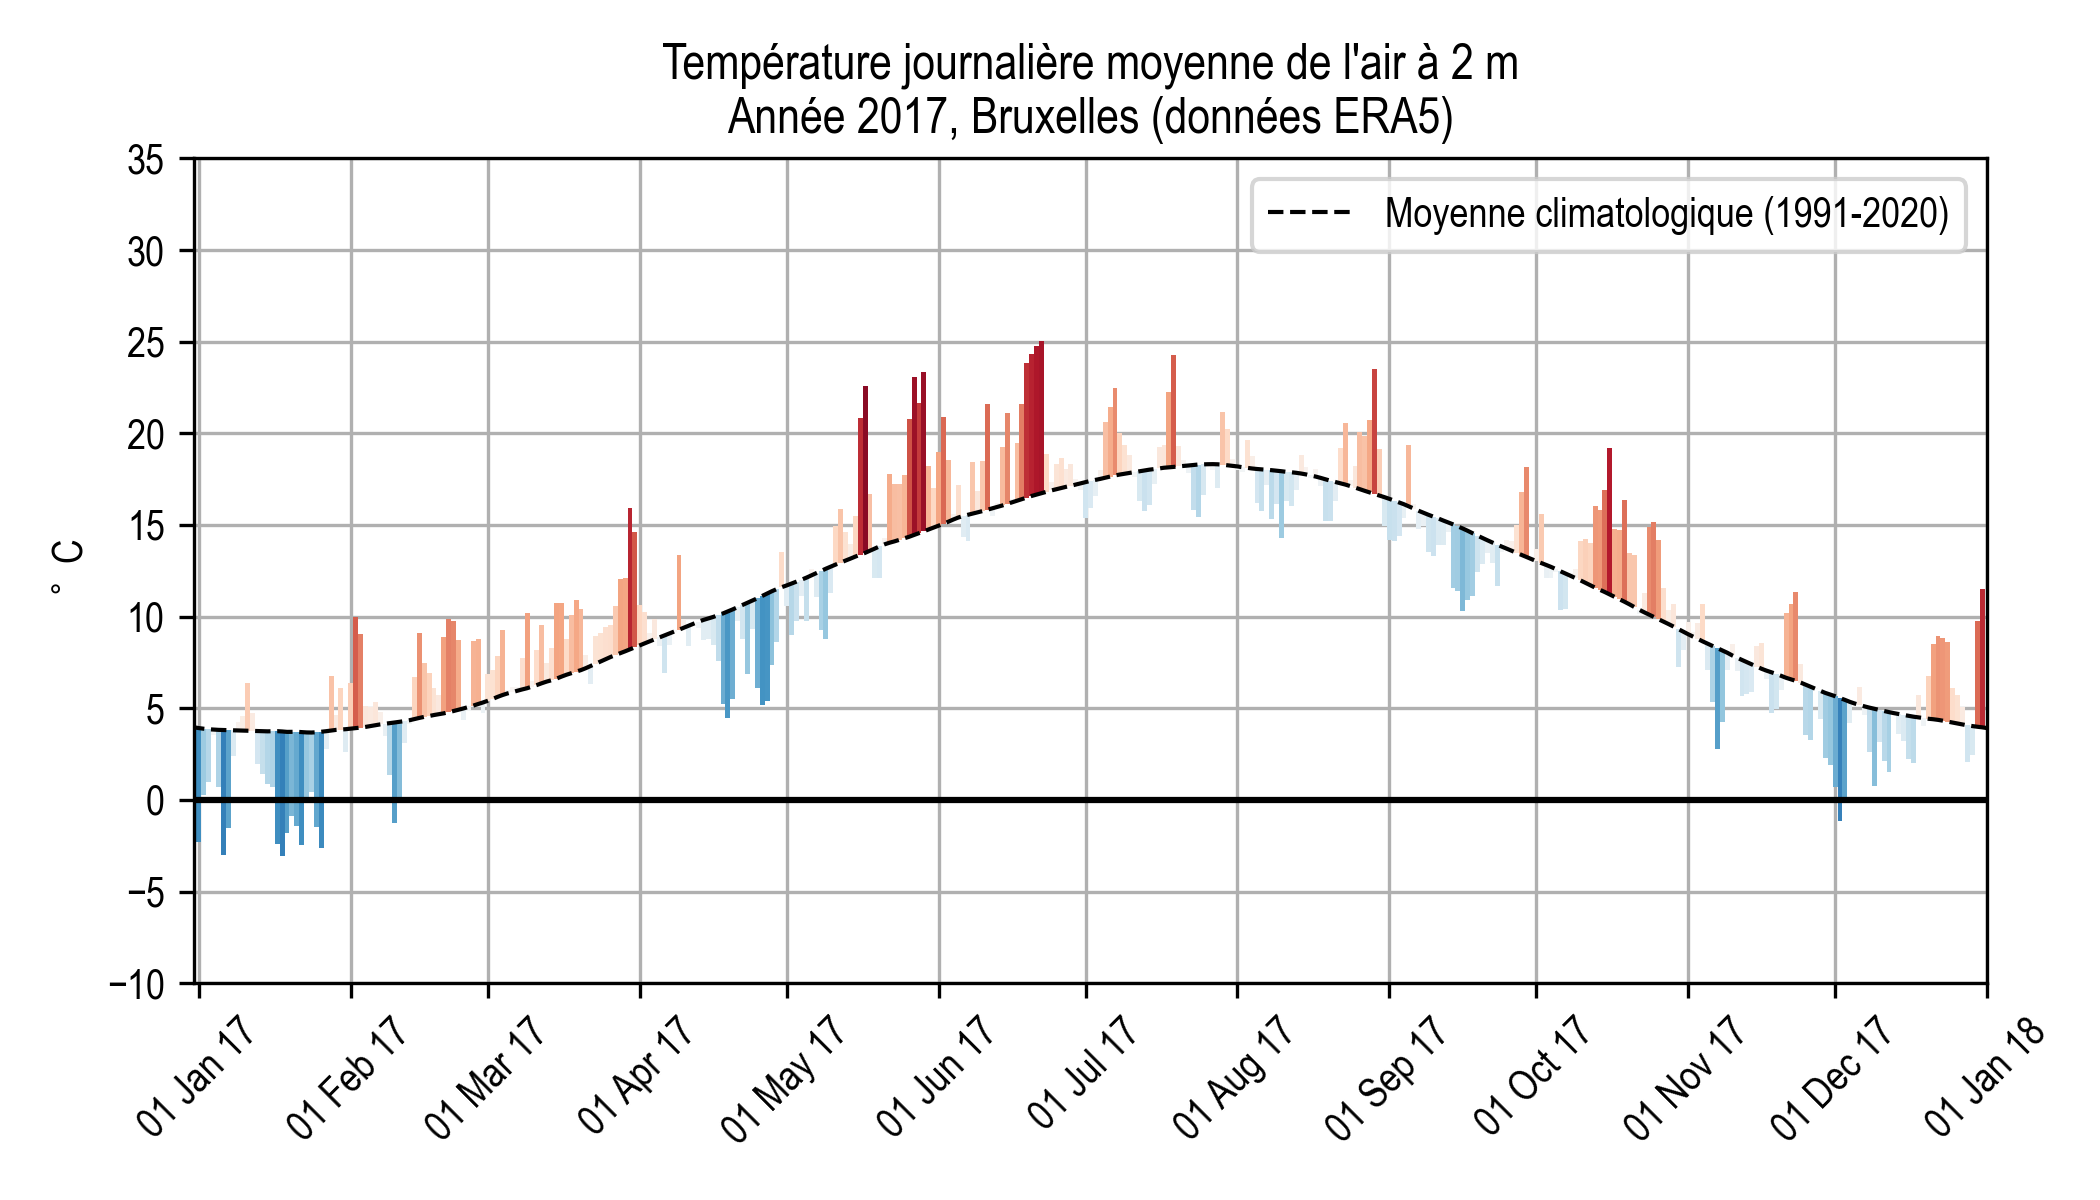 Température journalière moyenne de l'air à 2 m
Année 2017, Bruxelles (données ERA5)
Moyenne climatologique (1991-2020)
° C
35
30
25
20
15
10
5
0
−5
−10
01 Jan 17
01 Feb 17
01 Mar 17
01 Apr 17
01 May 17
01 Jun 17
01 Jul 17
01 Aug 17
01 Sep 17
01 Oct 17
01 Nov 17
01 Dec 17
01 Jan 18